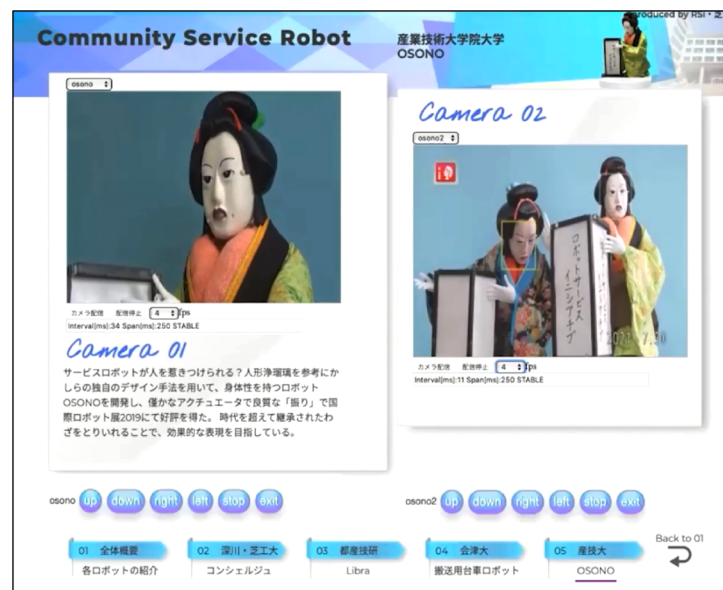 Community Service Robot
産業技術大学院大学
OSONO
produced by RSi・芝
osono
カメラ配信 配信停止 4 fps
Interval(ms):34 Span(ms):250 STABLE
Camera 01
サービスロボットが人を惹きつけられる？人形浄瑠璃を参考にか
しらの独自のデザイン手法を用いて、身体性を持つロボット
OSONOを開発し、僅かなアクチュエータで良質な「振り」で国
際ロボット展2019にて好評を得た。 時代を超えて継承されたわ
ざをとりいれることで、効果的な表現を目指している。
Camera 02
osono2
ロボットサービス
イニシアチブ
カメラ配信 配信停止 4 fps
Interval(ms):11 Span(ms):250 STABLE
osono up down right left stop exit
osono2 up down right left stop exit
01 全体概要
各ロボットの紹介
02 深川・芝工大
コンシェルジュ
03 都産技研
Libra
04 会津大
搬送用台車ロボット
05 産技大
OSONO
Back to 01